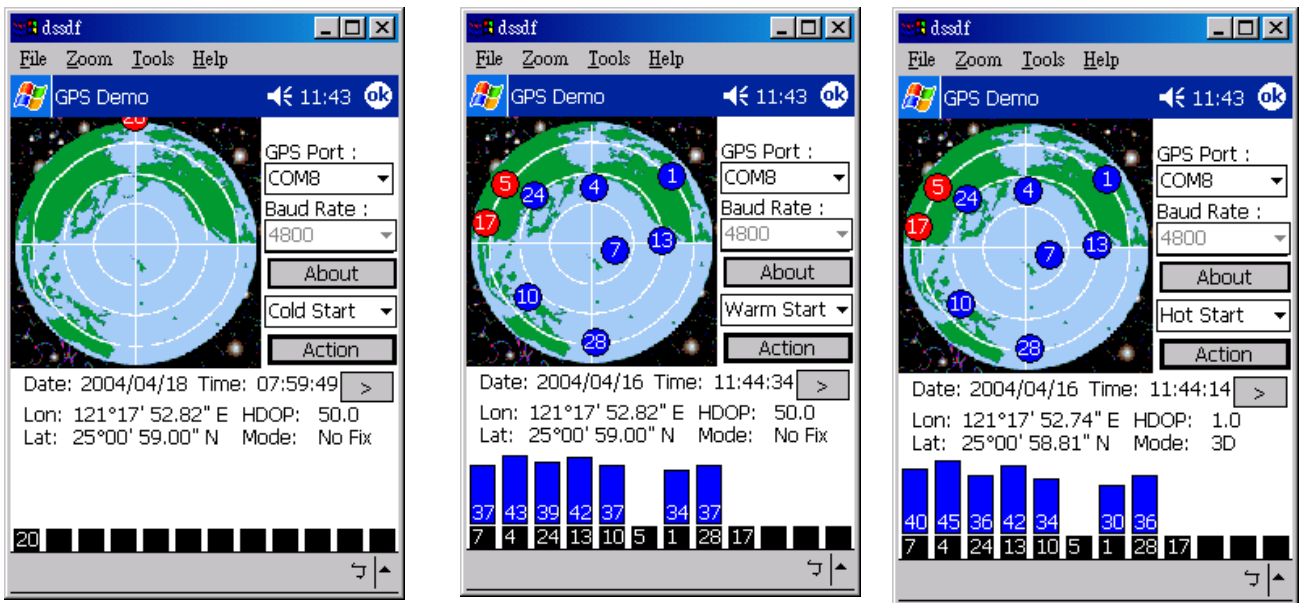 dssdf
File Zoom Tools Help
GPS Demo 11:43 ok
20
GPS Port :
COM8
Baud Rate :
4800
About
Cold Start
Action
Date: 2004/04/18 Time: 07:59:49 >
Lon: 121°17' 52.82" E HDOP: 50.0
Lat: 25°00' 59.00" N Mode: No Fix
20
dssdf
File Zoom Tools Help
GPS Demo 11:43 ok
1
5 4
24
17
13
7
10
28
GPS Port :
COM8
Baud Rate :
4800
About
Warm Start
Action
Date: 2004/04/16 Time: 11:44:34 >
Lon: 121°17' 52.82" E HDOP: 50.0
Lat: 25°00' 59.00" N Mode: No Fix
37 43 39 42 37 34 37
7 4 24 13 10 5 1 28 17
dssdf
File Zoom Tools Help
GPS Demo 11:43 ok
1
5 4
24
17
13
7
10
28
GPS Port :
COM8
Baud Rate :
4800
About
Hot Start
Action
Date: 2004/04/16 Time: 11:44:14 >
Lon: 121°17' 52.74" E HDOP: 1.0
Lat: 25°00' 58.81" N Mode: 3D
40 45 36 42 34 30 36
7 4 24 13 10 5 1 28 17